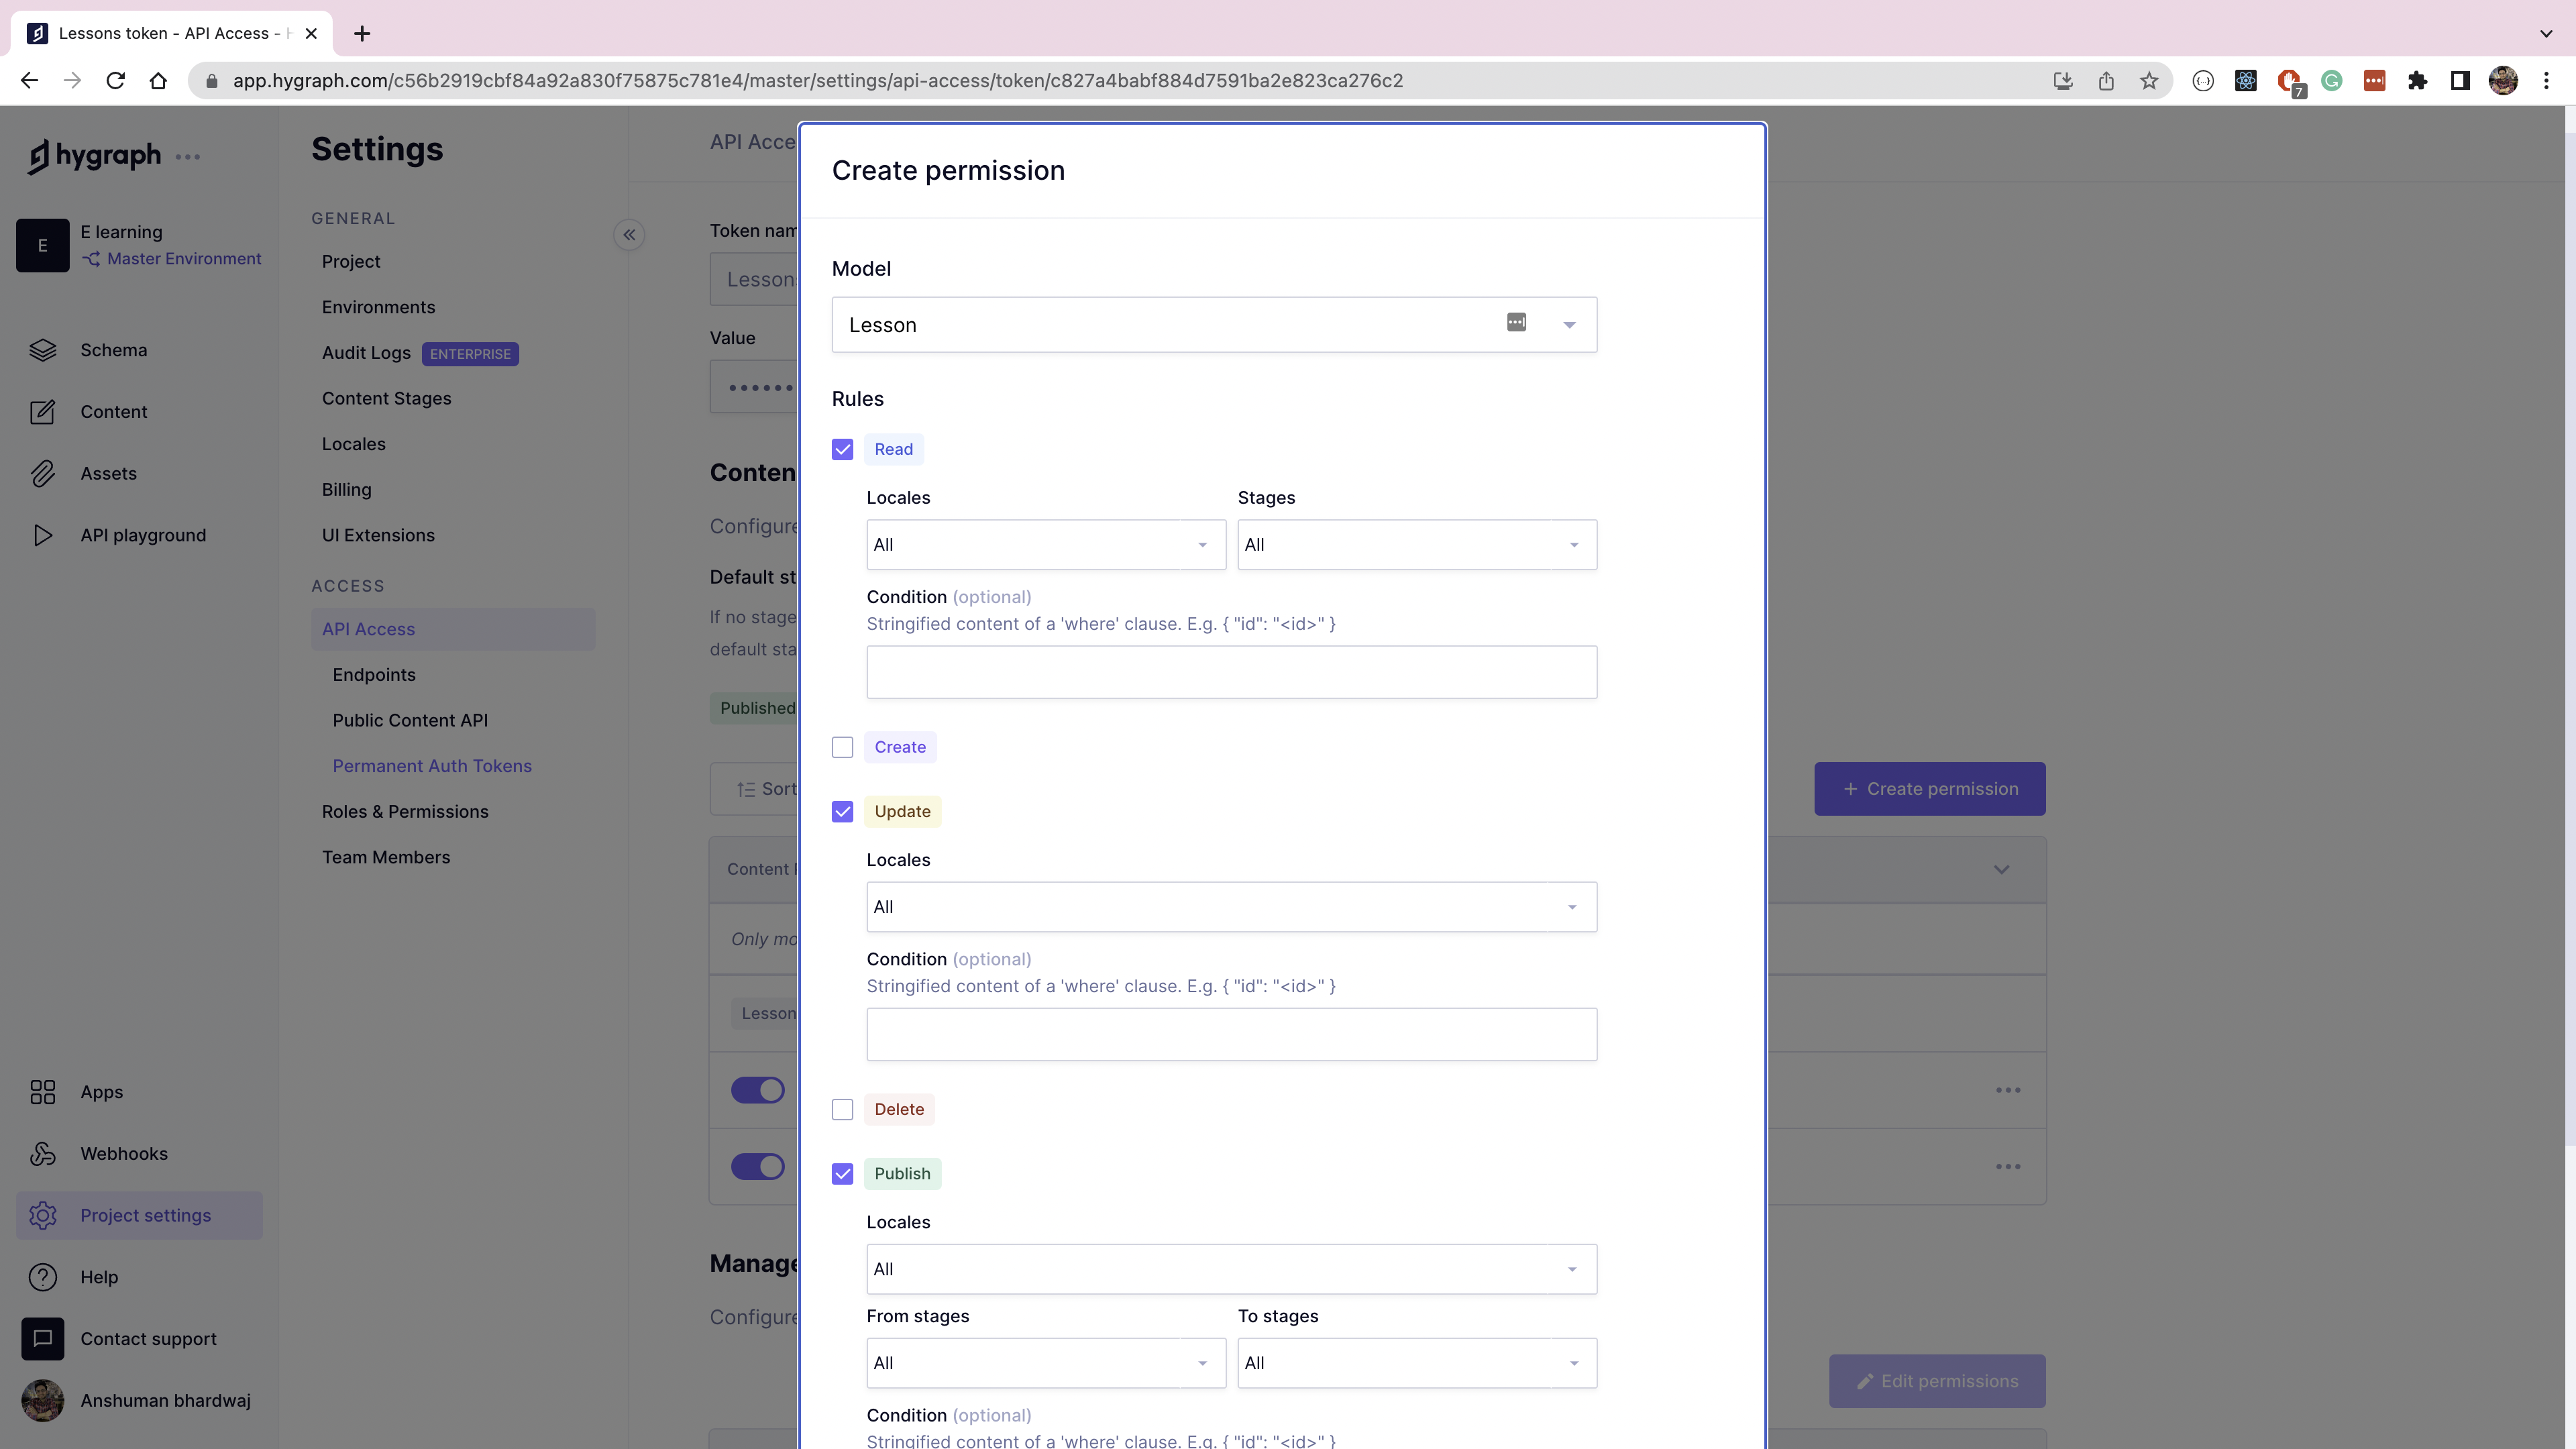 Lessons token - API Access - H
app.hygraph.com/c56b2919cbf84a92a830f75875c781e4/master/settings/api-access/token/c827a4babf884d7591ba2e823ca276c2
7
hygraph
E
E learning
Master Environment
Schema
Content
Assets
API playground
Apps
Webhooks
Project settings
Help
Contact support
Anshuman bhardwaj
Settings
GENERAL
Project
Environments
Audit Logs ENTERPRISE
Content Stages
Locales
Billing
UI Extensions
ACCESS
API Access
Endpoints
Public Content API
Permanent Auth Tokens
Roles & Permissions
Team Members
API Acce
Token nam
Lesson
Value
Conten
Configure
Default st
If no stage
default sta
Published
Sort
Create permission
Content
Only mo
Lesson
Manage
Configure
Edit permissions
Create permission
Model
Lesson
Rules
Read
Locales Stages
All All
Condition (optional)
Stringified content of a 'where' clause. E.g. { "id": "<id>" }
Create
Update
Locales
All
Condition (optional)
Stringified content of a 'where' clause. E.g. { "id": "<id>" }
Delete
Publish
Locales
All
From stages To stages
All All
Condition (optional)
Stringified content of a 'where' clause. E.g. { "id": "<id>" }